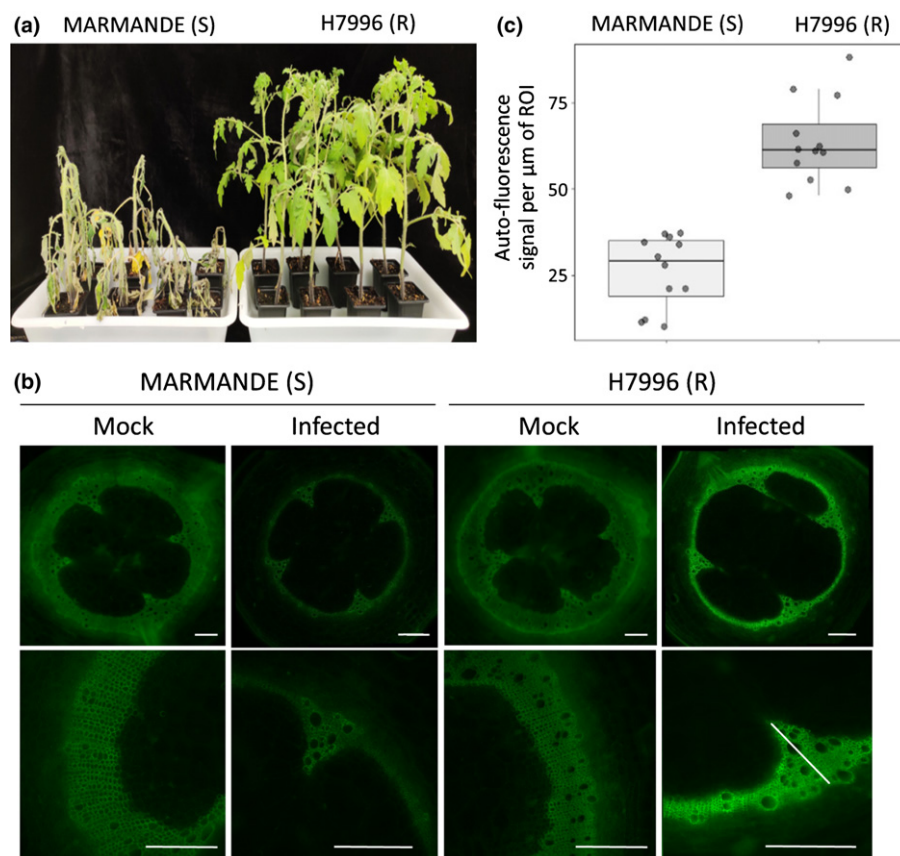 (a) MARMANDE (S) H7996 (R)
(c) MARMANDE (S) H7996 (R)
Auto-fluorescence
signal per µm of ROI
75
50
25
(b) MARMANDE (S) H7996 (R)
Mock Infected Mock Infected